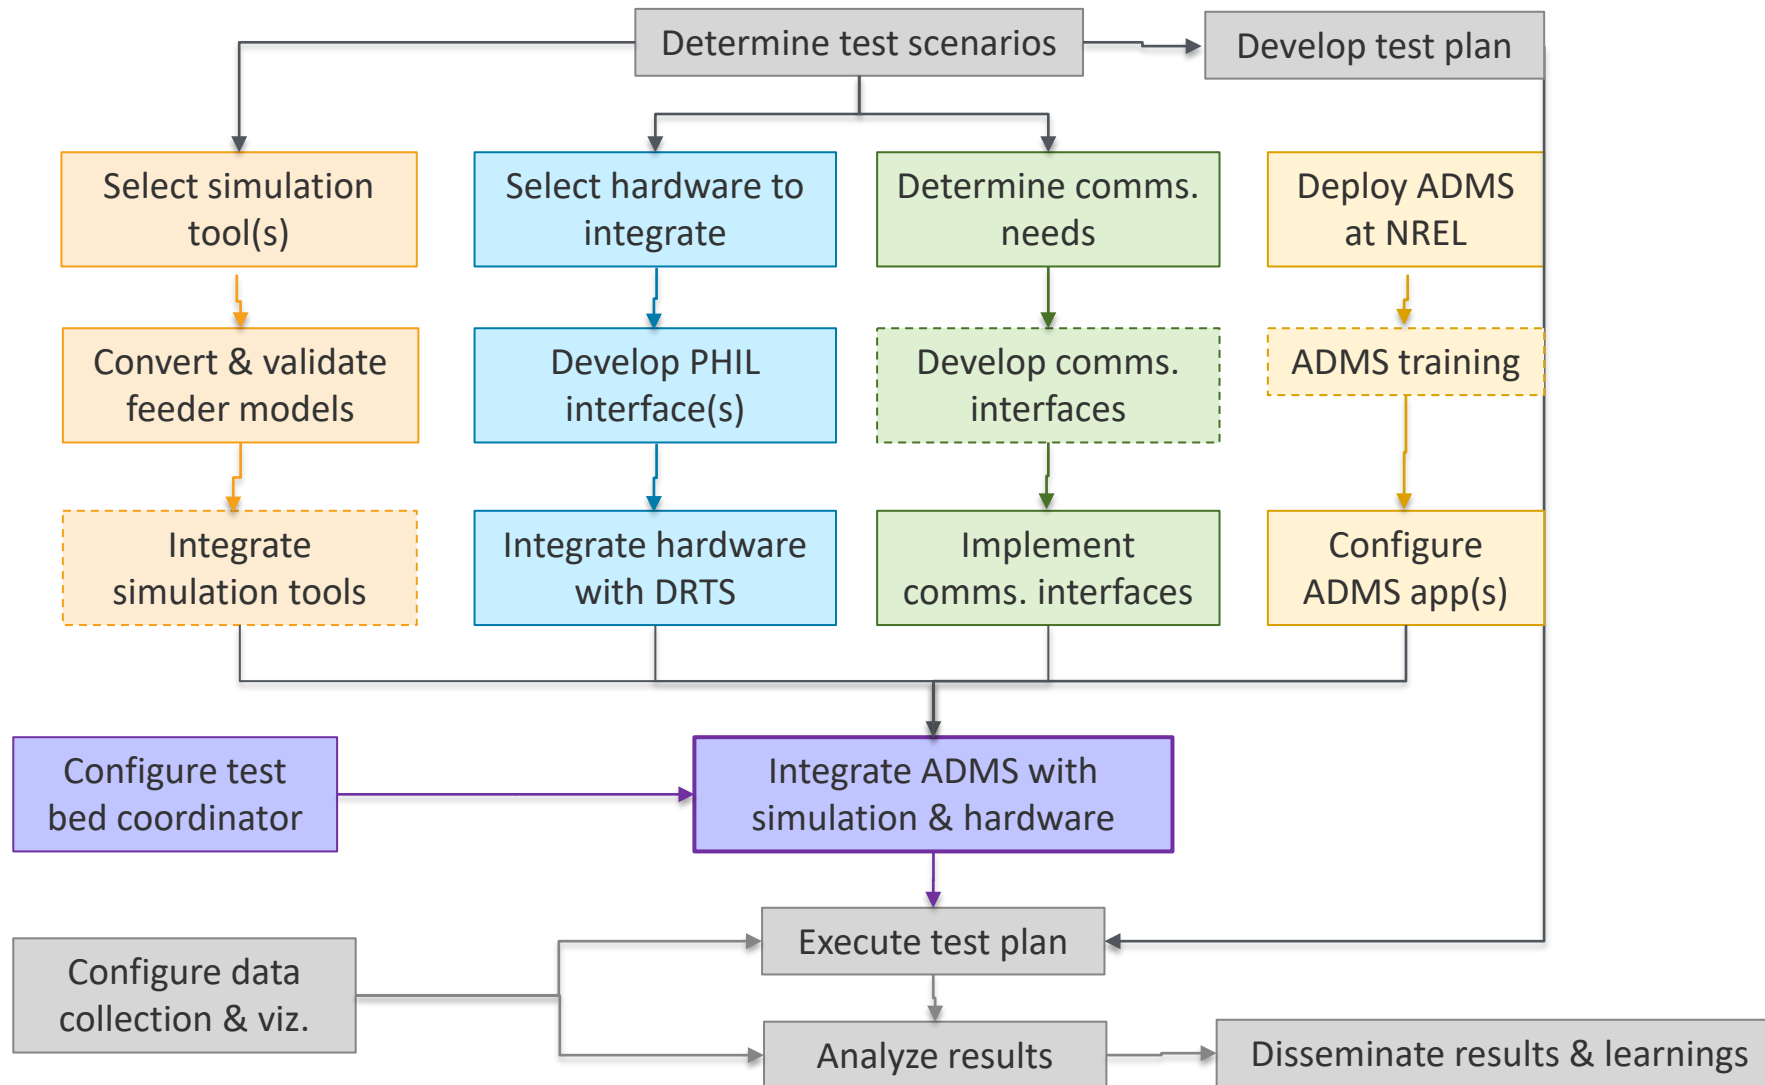 Determine test scenarios
Develop test plan
Select simulation
tool(s)
Select hardware to
integrate
Determine comms.
needs
Deploy ADMS
at NREL
Convert & validate
feeder models
Develop PHIL
interface(s)
Develop comms.
interfaces
ADMS training
Integrate
simulation tools
Integrate hardware
with DRTS
Implement
comms. interfaces
Configure
ADMS app(s)
Configure test
bed coordinator
Integrate ADMS with
simulation & hardware
Execute test plan
Configure data
collection & viz.
Analyze results
Disseminate results & learnings